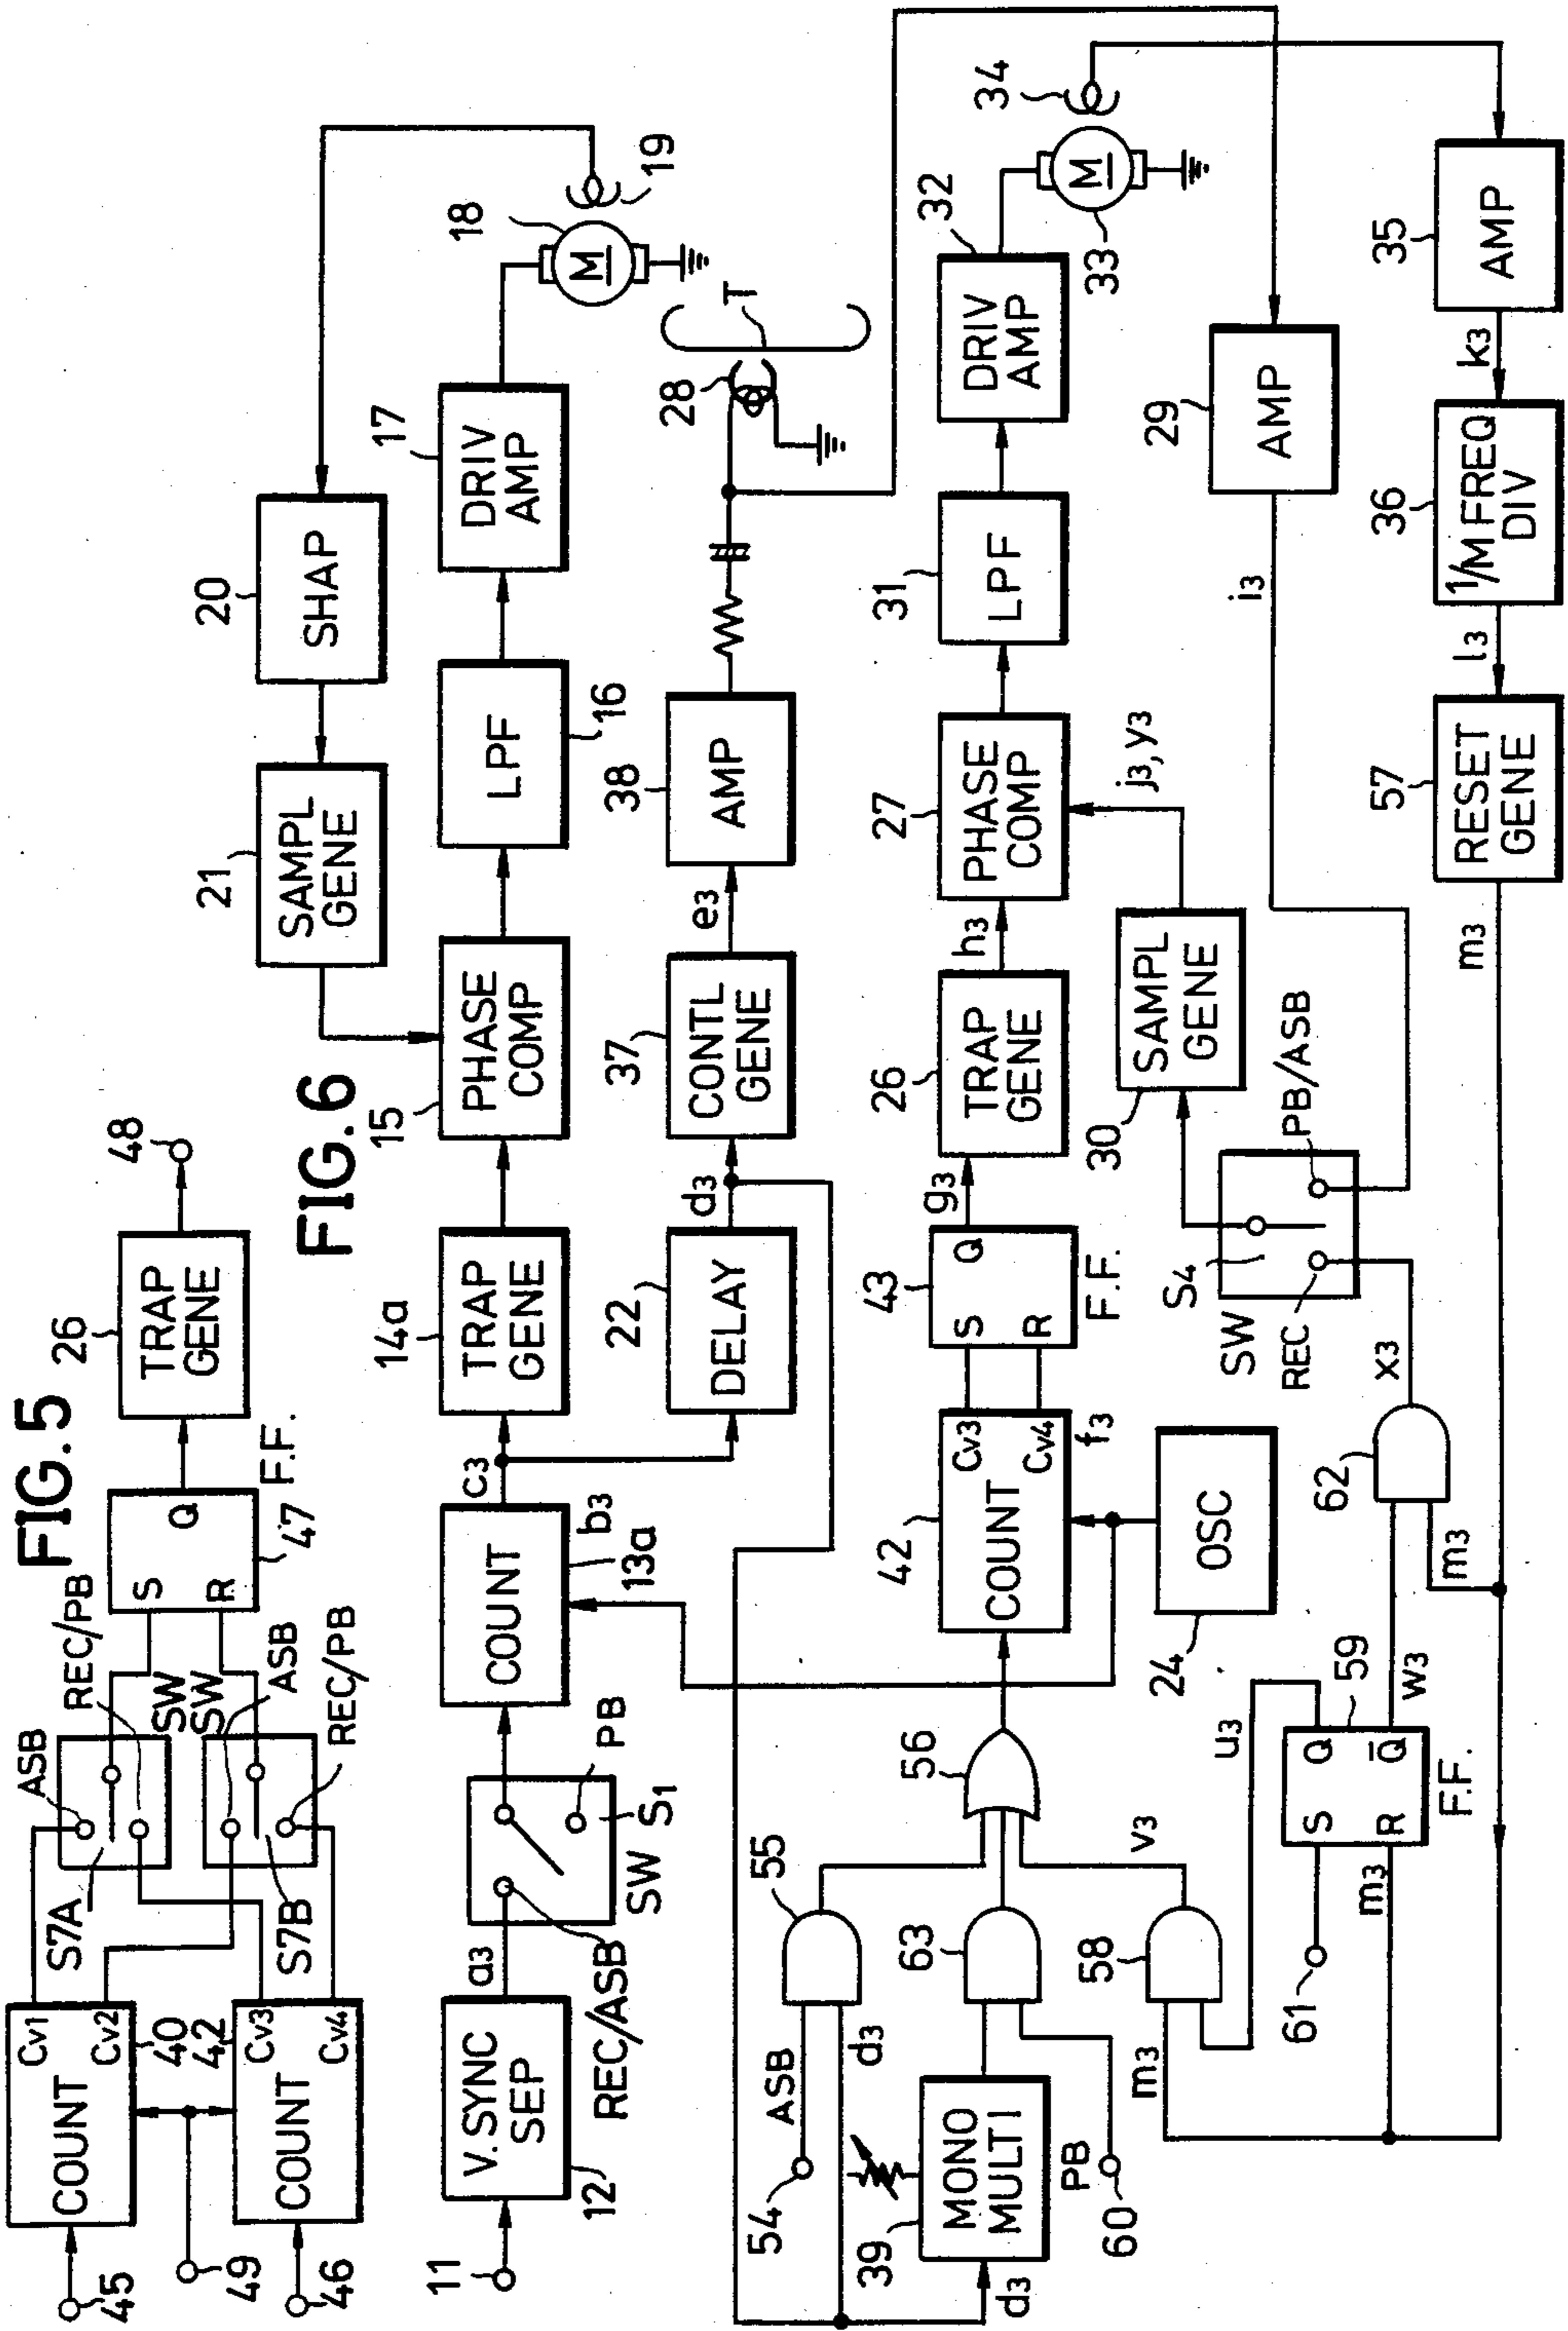 FIG.5
45
COUNT
Cv1
Cv2
40
49
46
COUNT
42
Cv3
Cv4
S7A
S7B
ASB
REC/PB
SW
SW
ASB
REC/PB
S
R
Q
47
F.F.
26
TRAP
GENE
48
FIG.6
11
V.SYNC
SEP
12
a3
REC/ASB
SW
S1
PB
COUNT
13a
b3
c3
14a
TRAP
GENE
15
PHASE
COMP
LPF
16
17
DRIV
AMP
18
M
19
20
SHAP
21
SAMPL
GENE
22
DELAY
d3
37
CONTL
GENE
e3
38
AMP
28
T
54
ASB
d3
55
39
MONO
MULTI
d3
PB
60
63
56
58
m3
v3
42
COUNT
Cv3
Cv4
f3
24
OSC
43
S
R
Q
F.F.
g3
26
TRAP
GENE
h3
27
PHASE
COMP
j3,y3
31
LPF
32
DRIV
AMP
33
M
34
30
SAMPL
GENE
S4
SW
REC
PB/ASB
x3
62
m3
w3
61
S
R
Q
Q̄
59
F.F.
u3
m3
29
AMP
i3
35
AMP
k3
36
1/M FREQ
DIV
l3
57
RESET
GENE
m3